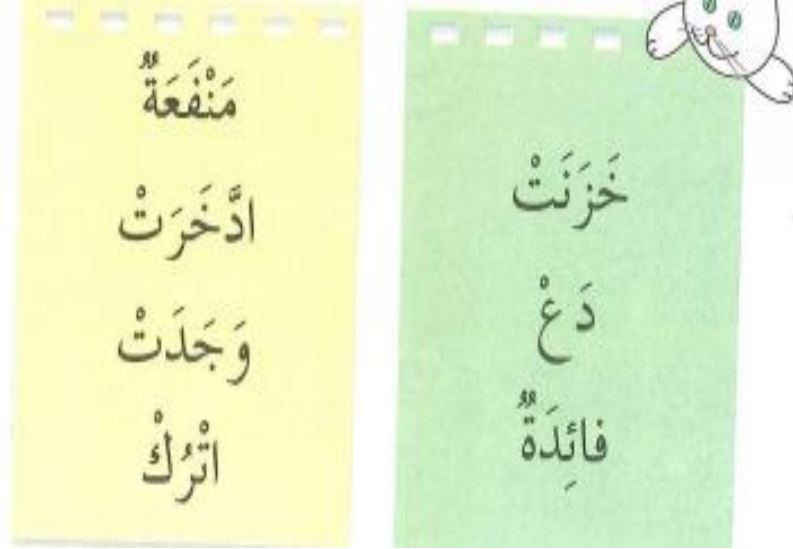 خَزَنَتْ
دَعْ
فائِدَةٌ
مَنْفَعَةٌ
ادَّخَرَتْ
وَجَدَتْ
اتْرُكْ